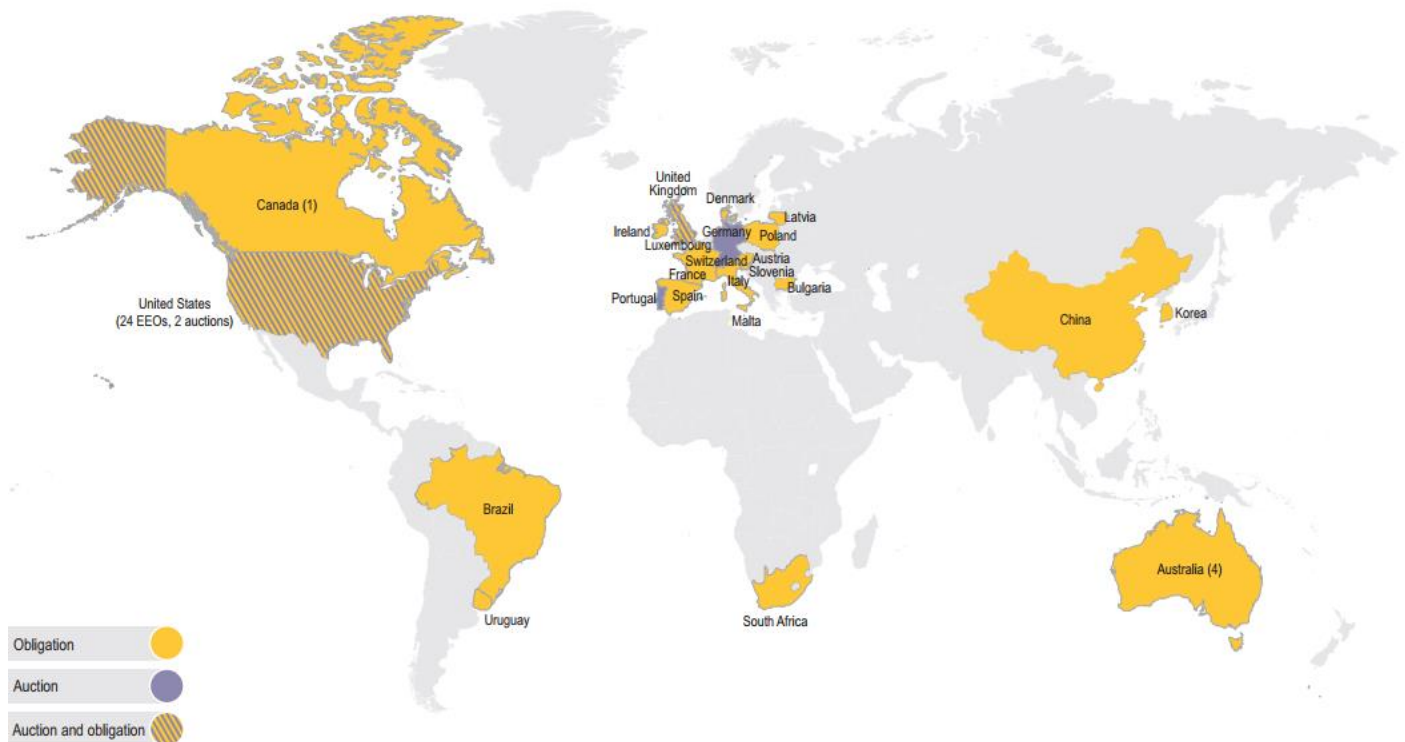 Canada (1)
United States
(24 EEOs, 2 auctions)
United
Kingdom
Denmark
Latvia
Ireland
Germany
Poland
Luxembourg
Switzerland
Austria
France
Slovenia
Italy
Bulgaria
Portugal
Spain
Malta
China
Korea
Brazil
Uruguay
South Africa
Australia (4)
Obligation
Auction
Auction and obligation